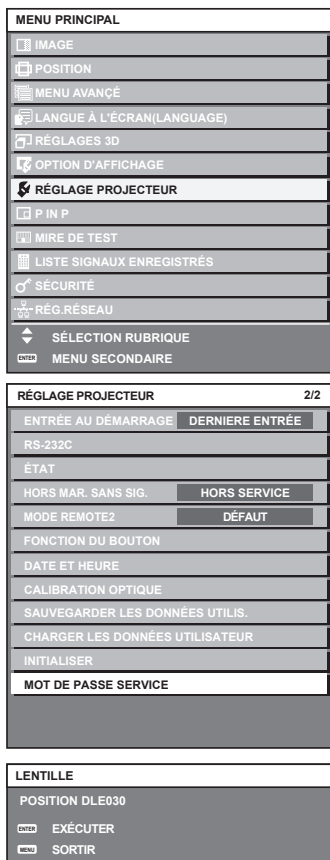 MENU PRINCIPAL
IMAGE
POSITION
MENU AVANÇÉ
LANGUE À L'ÉCRAN(LANGUAGE)
RÉGLAGES 3D
OPTION D'AFFICHAGE
RÉGLAGE PROJECTEUR
P IN P
MIRE DE TEST
LISTE SIGNAUX ENREGISTRÉS
SÉCURITÉ
RÉG.RÉSEAU
SÉLECTION RUBRIQUE
ENTER MENU SECONDAIRE
RÉGLAGE PROJECTEUR 2/2
ENTRÉE AU DÉMARRAGE DERNIERE ENTRÉE
RS-232C
ÉTAT
HORS MAR. SANS SIG. HORS SERVICE
MODE REMOTE2 DÉFAUT
FONCTION DU BOUTON
DATE ET HEURE
CALIBRATION OPTIQUE
SAUVEGARDER LES DONNÉES UTILIS.
CHARGER LES DONNÉES UTILISATEUR
INITIALISER
MOT DE PASSE SERVICE
LENTILLE
POSITION DLE030
ENTER EXÉCUTER
MENU SORTIR